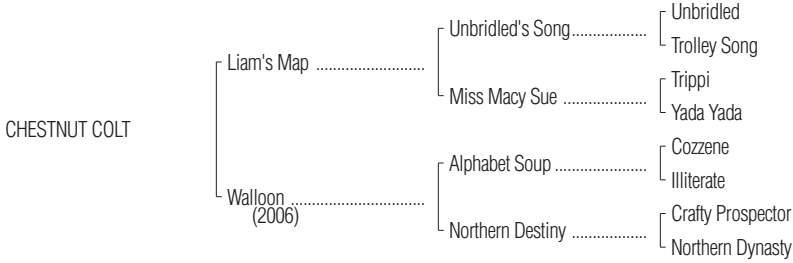 Unbridled
Unbridled's Song..................
Trolley Song
Liam's Map ..........................
Trippi
Miss Macy Sue ....................
Yada Yada
CHESTNUT COLT
Cozzene
Alphabet Soup ......................
Illiterate
Walloon ................................
(2006)
Crafty Prospector
Northern Destiny ..................
Northern Dynasty